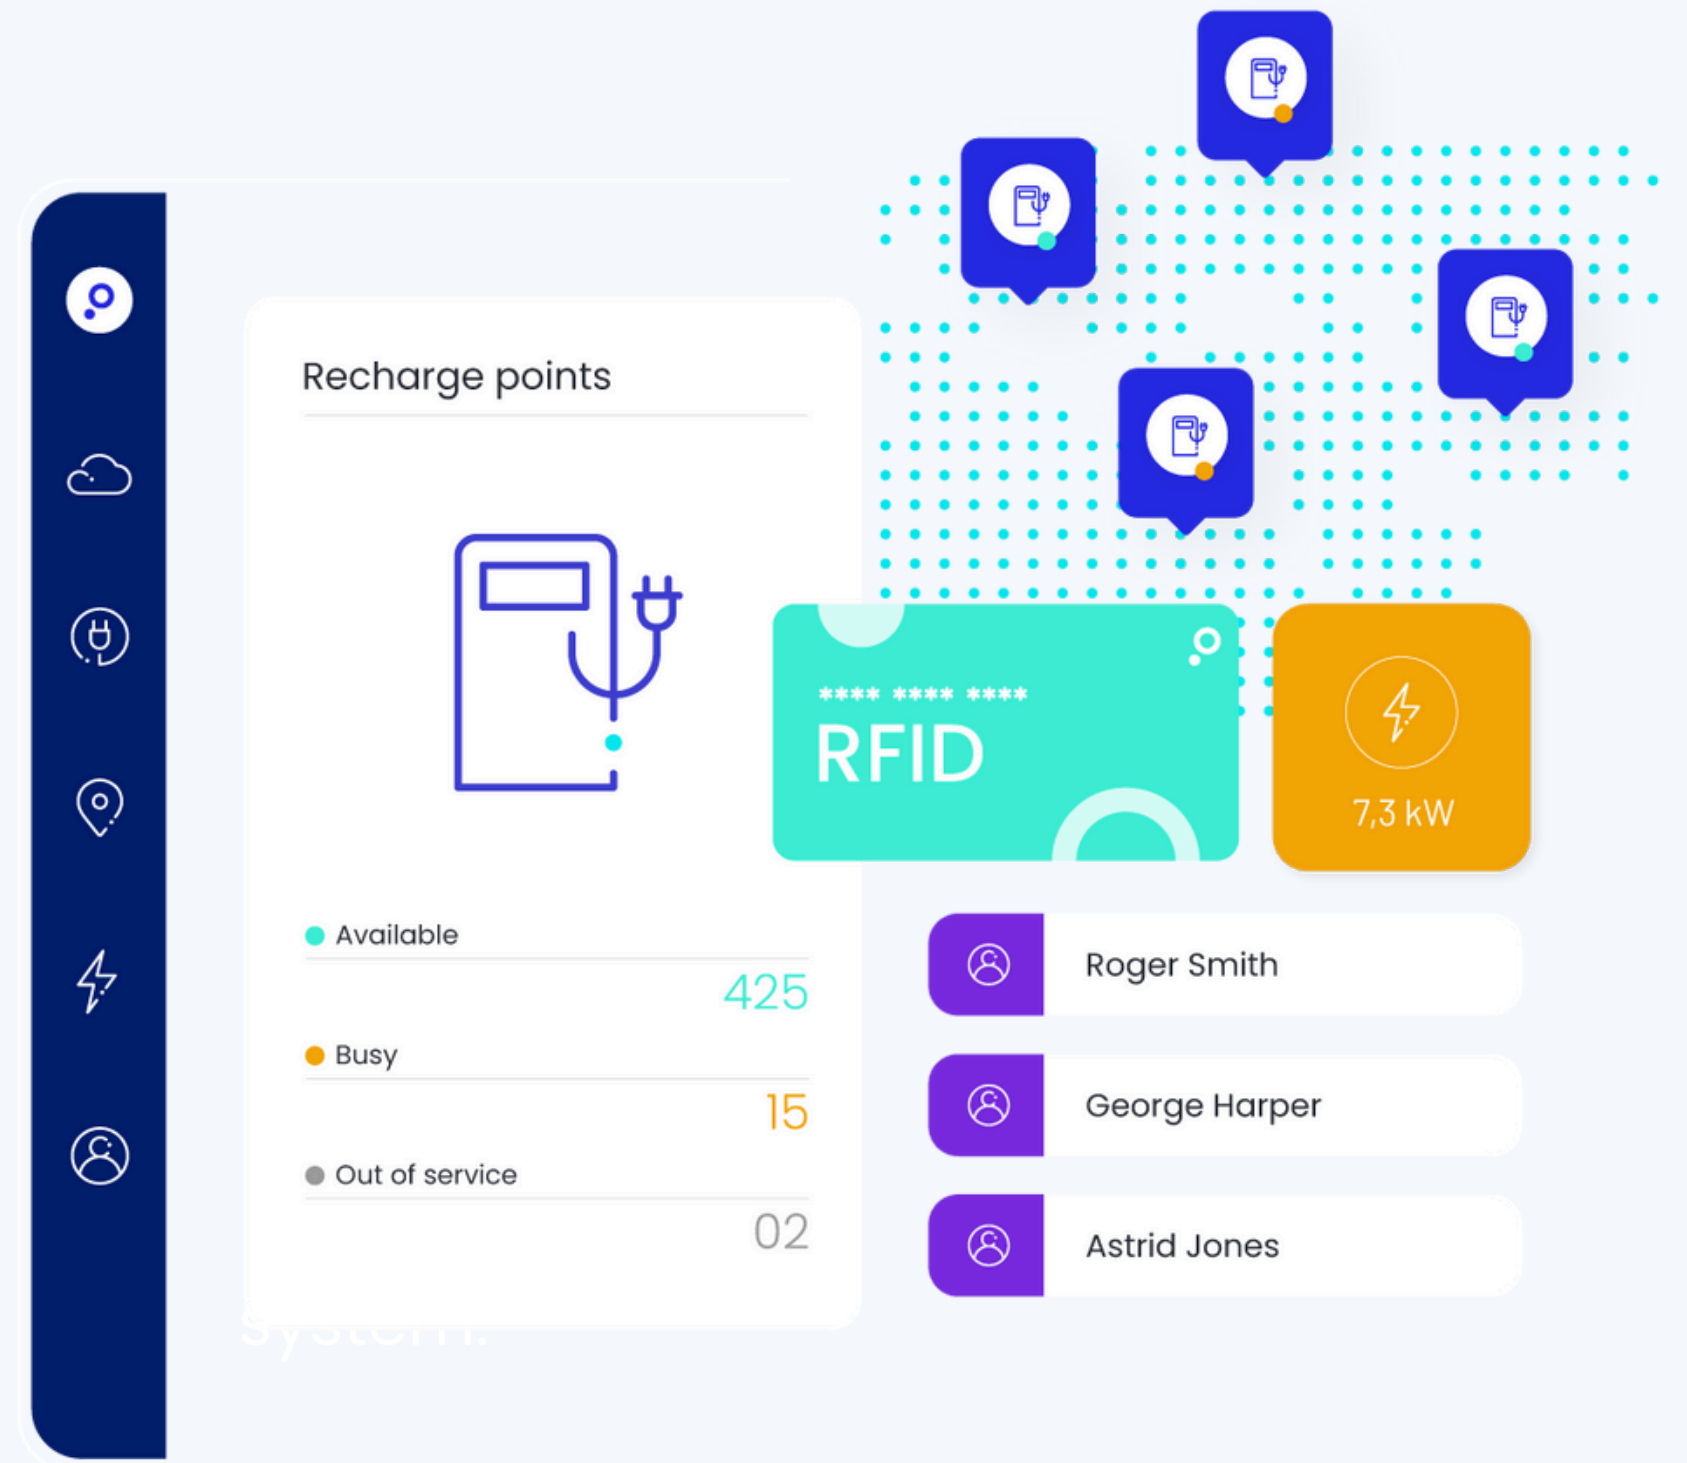 Recharge points
Available
425
Busy
15
Out of service
02
system.
**** **** ****
RFID
7,3 kW
Roger Smith
George Harper
Astrid Jones